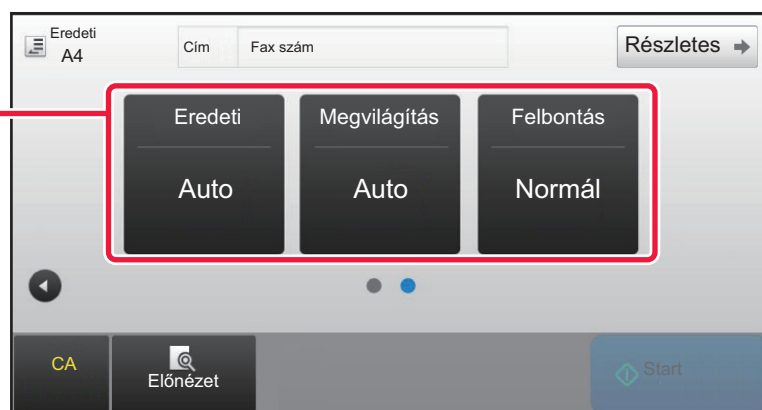 Eredeti
A4
Cím
Fax szám
Részletes
Eredeti
Megvilágítás
Felbontás
Auto
Auto
Normál
CA
Előnézet
Start